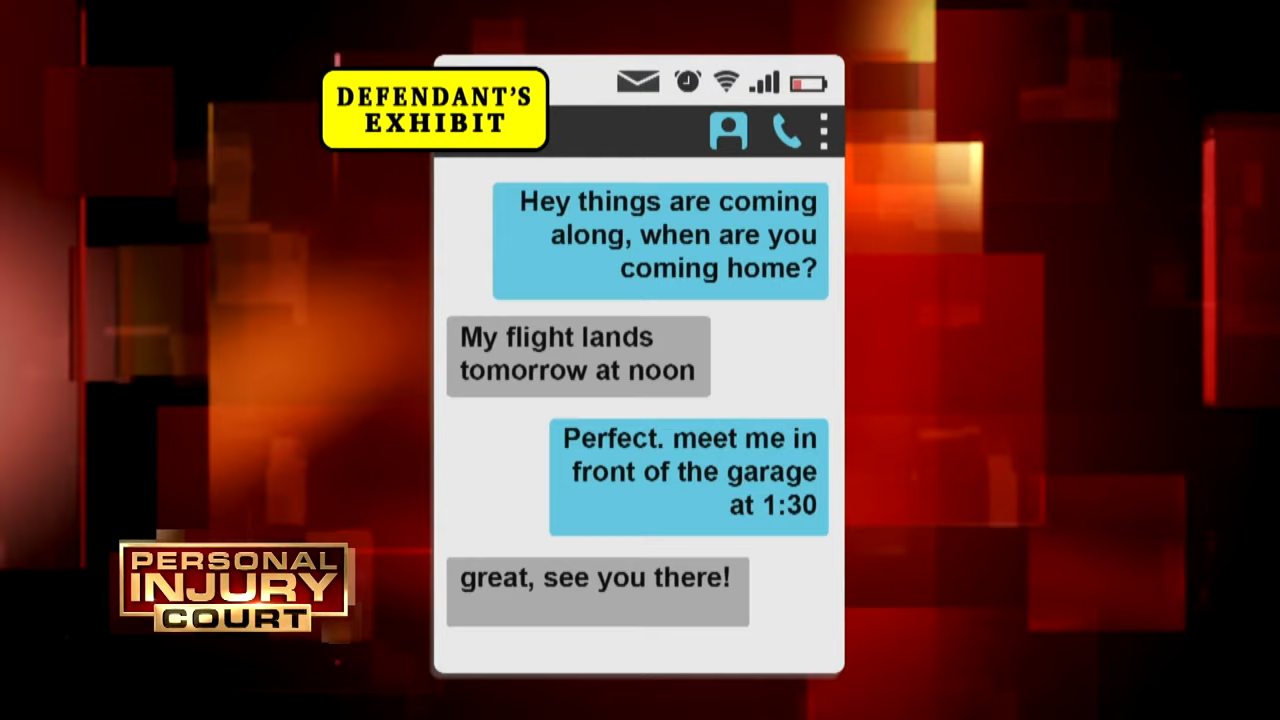 DEFENDANT'S
EXHIBIT
Hey things are coming
along, when are you
coming home?
My flight lands
tomorrow at noon
Perfect. meet me in
front of the garage
at 1:30
great, see you there!
PERSONAL
INJURY
COURT